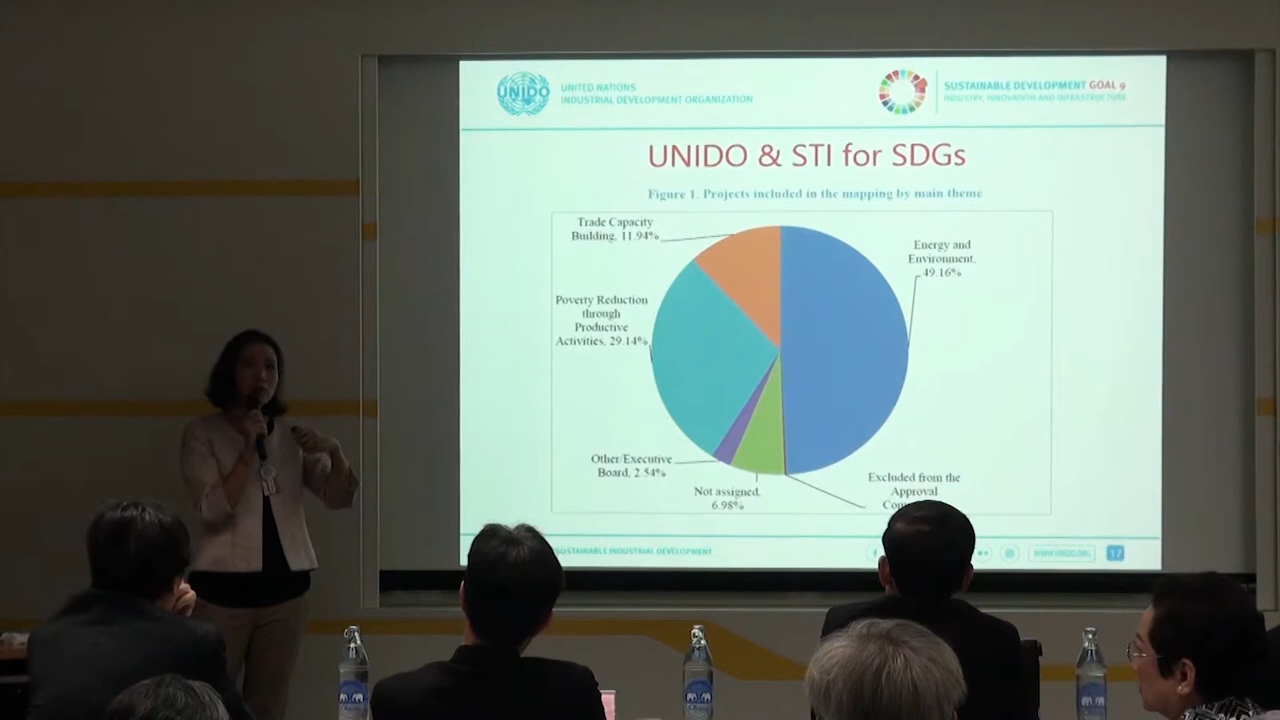 UNIDO
UNITED NATIONS
INDUSTRIAL DEVELOPMENT ORGANIZATION
SUSTAINABLE DEVELOPMENT GOAL 9
INDUSTRY, INNOVATION AND INFRASTRUCTURE
UNIDO & STI for SDGs
Figure 1. Projects included in the mapping by main theme
Trade Capacity
Building, 11.94%
Energy and
Environment,
49.16%
Poverty Reduction
through
Productive
Activities, 29.14%
Other/Executive
Board, 2.54%
Not assigned,
6.98%
Excluded from the
Approval
SUSTAINABLE INDUSTRIAL DEVELOPMENT
WWW.UNIDO.ORG
17